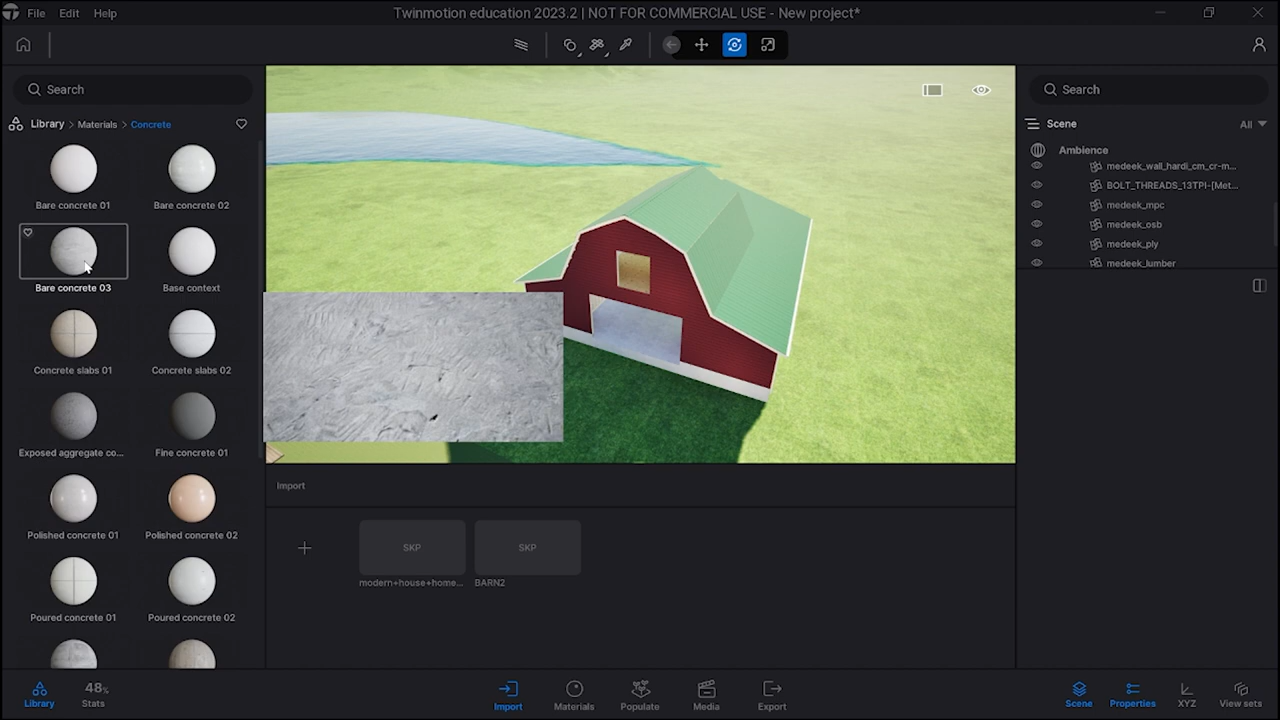 File Edit Help
Twinmotion education 2023.2 | NOT FOR COMMERCIAL USE - New project*
Search
Library > Materials > Concrete
Bare concrete 01
Bare concrete 02
Bare concrete 03
Base context
Concrete slabs 01
Concrete slabs 02
Exposed aggregate co...
Fine concrete 01
Polished concrete 01
Polished concrete 02
Poured concrete 01
Poured concrete 02
Import
SKP
SKP
modern+house+home...
BARN2
Search
Scene
All
Ambience
medeek_wall_hardi_cm_cr-m...
BOLT_THREADS_13TPI-[Met...
medeek_mpc
medeek_osb
medeek_ply
medeek_lumber
Library
48%
Stats
Import
Materials
Populate
Media
Export
Scene
Properties
XYZ
View sets